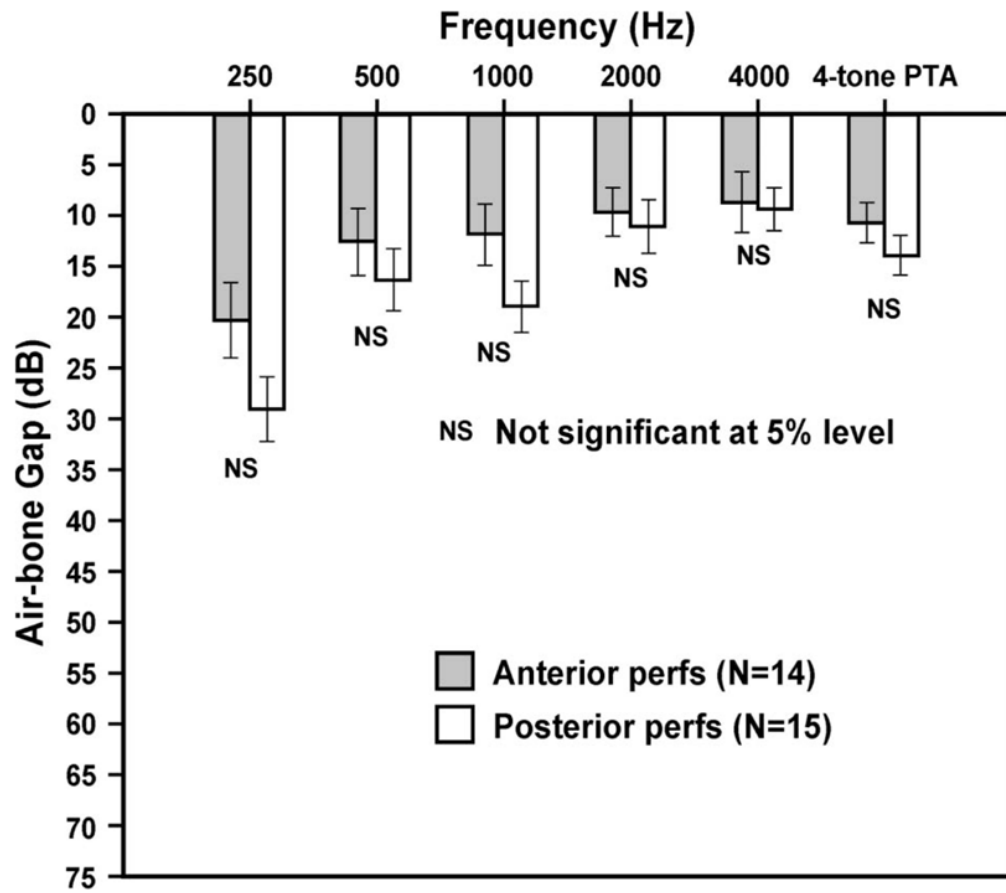 Frequency (Hz)
250 500 1000 2000 4000 4-tone PTA
Air-bone Gap (dB)
0
5
10
15
20
25
30
35
40
45
50
55
60
65
70
75
NS
NS
NS
NS
NS
NS
NS Not significant at 5% level
Anterior perfs (N=14)
Posterior perfs (N=15)